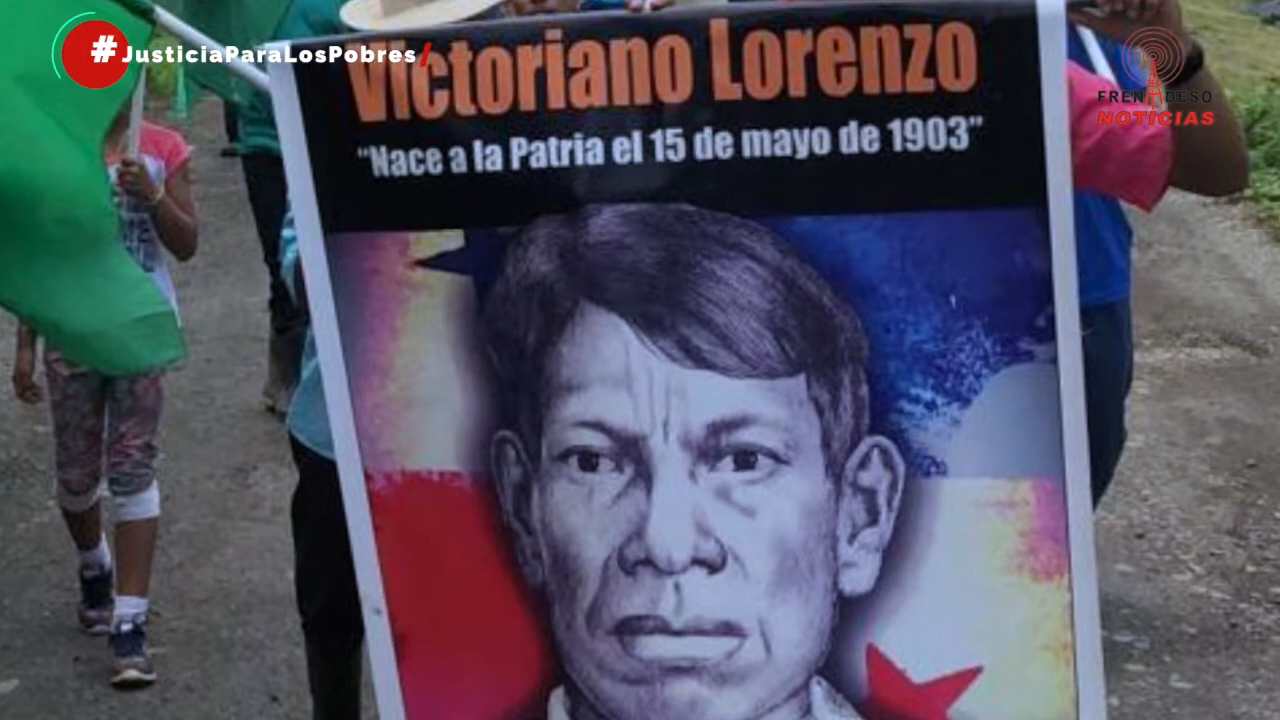 #JusticiaParaLosPobres/
Victoriano Lorenzo
“Nace a la Patria el 15 de mayo de 1903”
FRENADESO
NOTICIAS